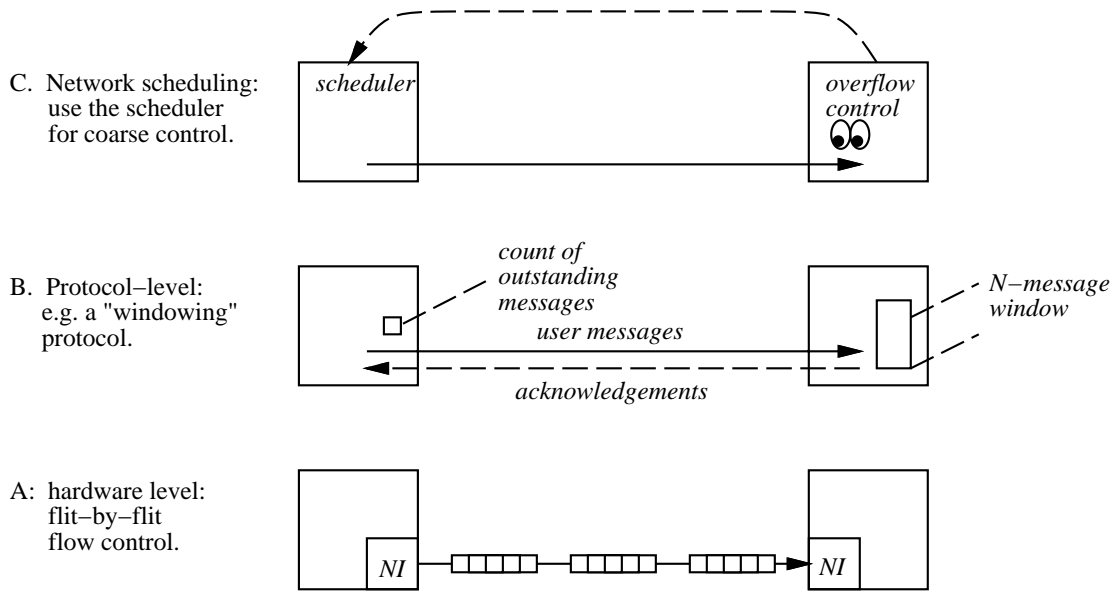 C. Network scheduling:
use the scheduler
for coarse control.
scheduler
overflow
control
B. Protocol−level:
e.g. a "windowing"
protocol.
count of
outstanding
messages
user messages
acknowledgements
N−message
window
A: hardware level:
flit−by−flit
flow control.
NI
NI